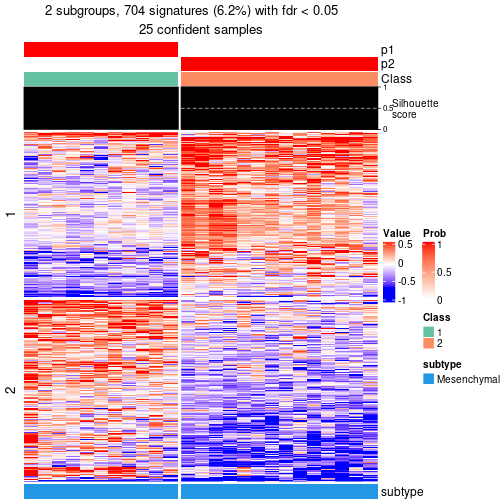 2 subgroups, 704 signatures (6.2%) with fdr < 0.05
25 confident samples
p1
p2
Class
1
0.5
0
Silhouette
score
1
2
Value
0.5
0
-0.5
-1
Prob
1
0.5
0
Class
1
2
subtype
Mesenchymal
subtype